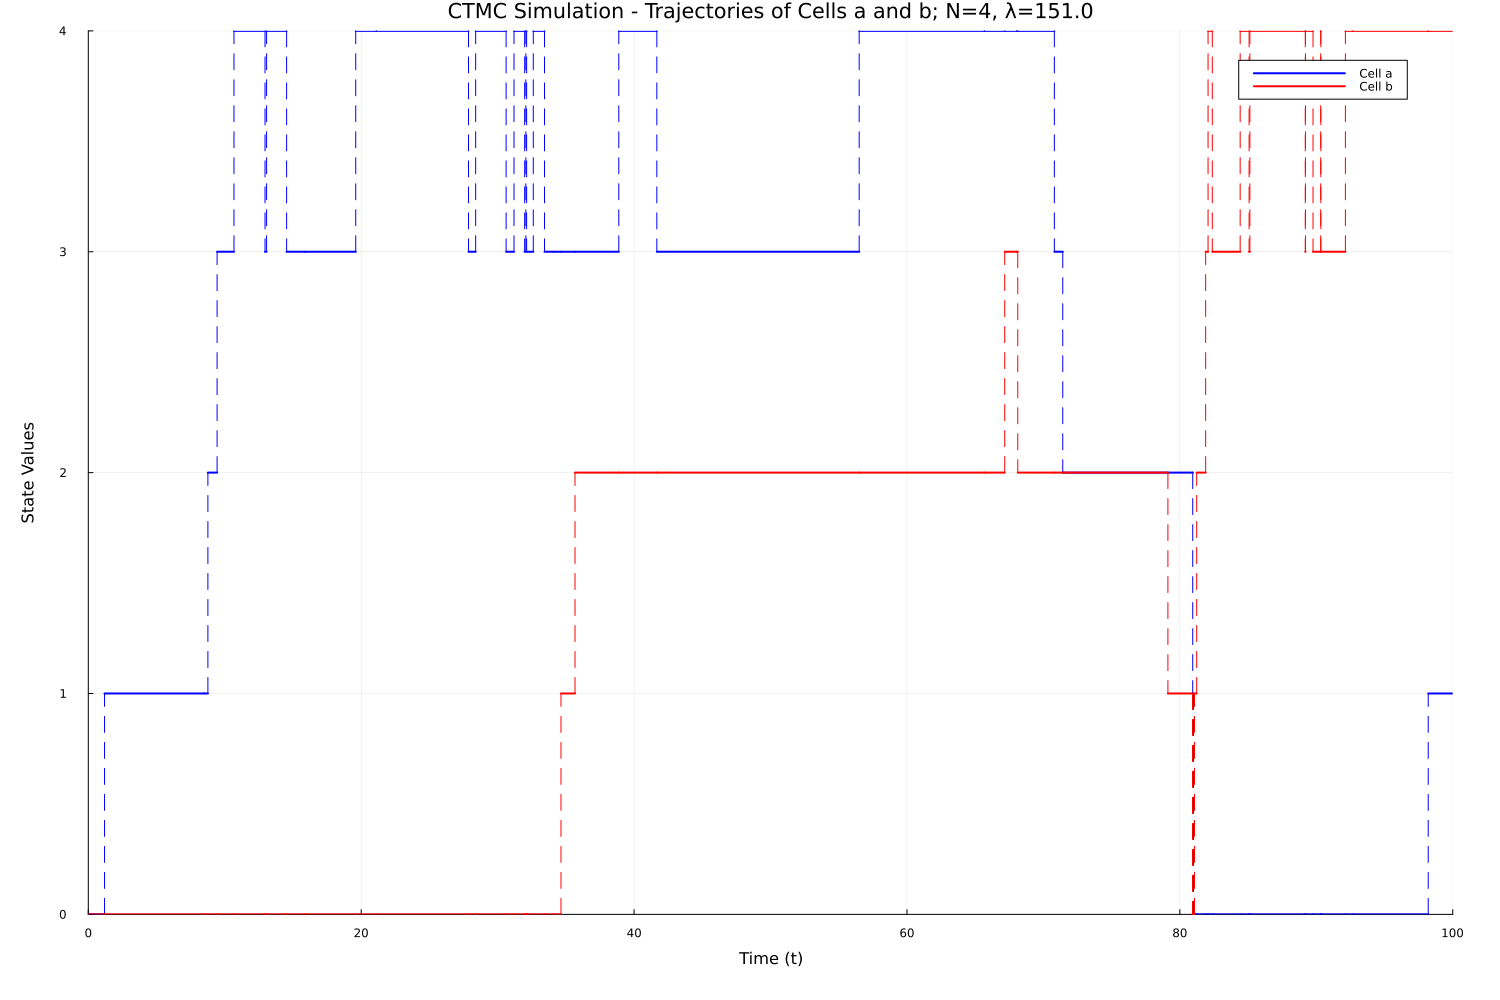 CTMC Simulation - Trajectories of Cells a and b; N=4, λ=151.0
4
Cell a
Cell b
3
State Values
2
1
0
0 20 40 60 80 100
Time (t)